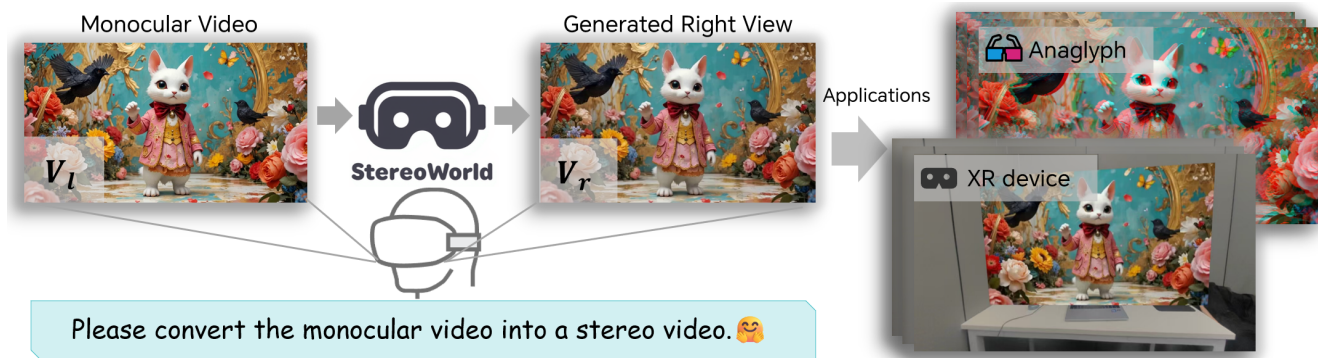 Monocular Video
Generated Right View
V_l
StereoWorld
V_r
Applications
Anaglyph
XR device
Please convert the monocular video into a stereo video.🤗